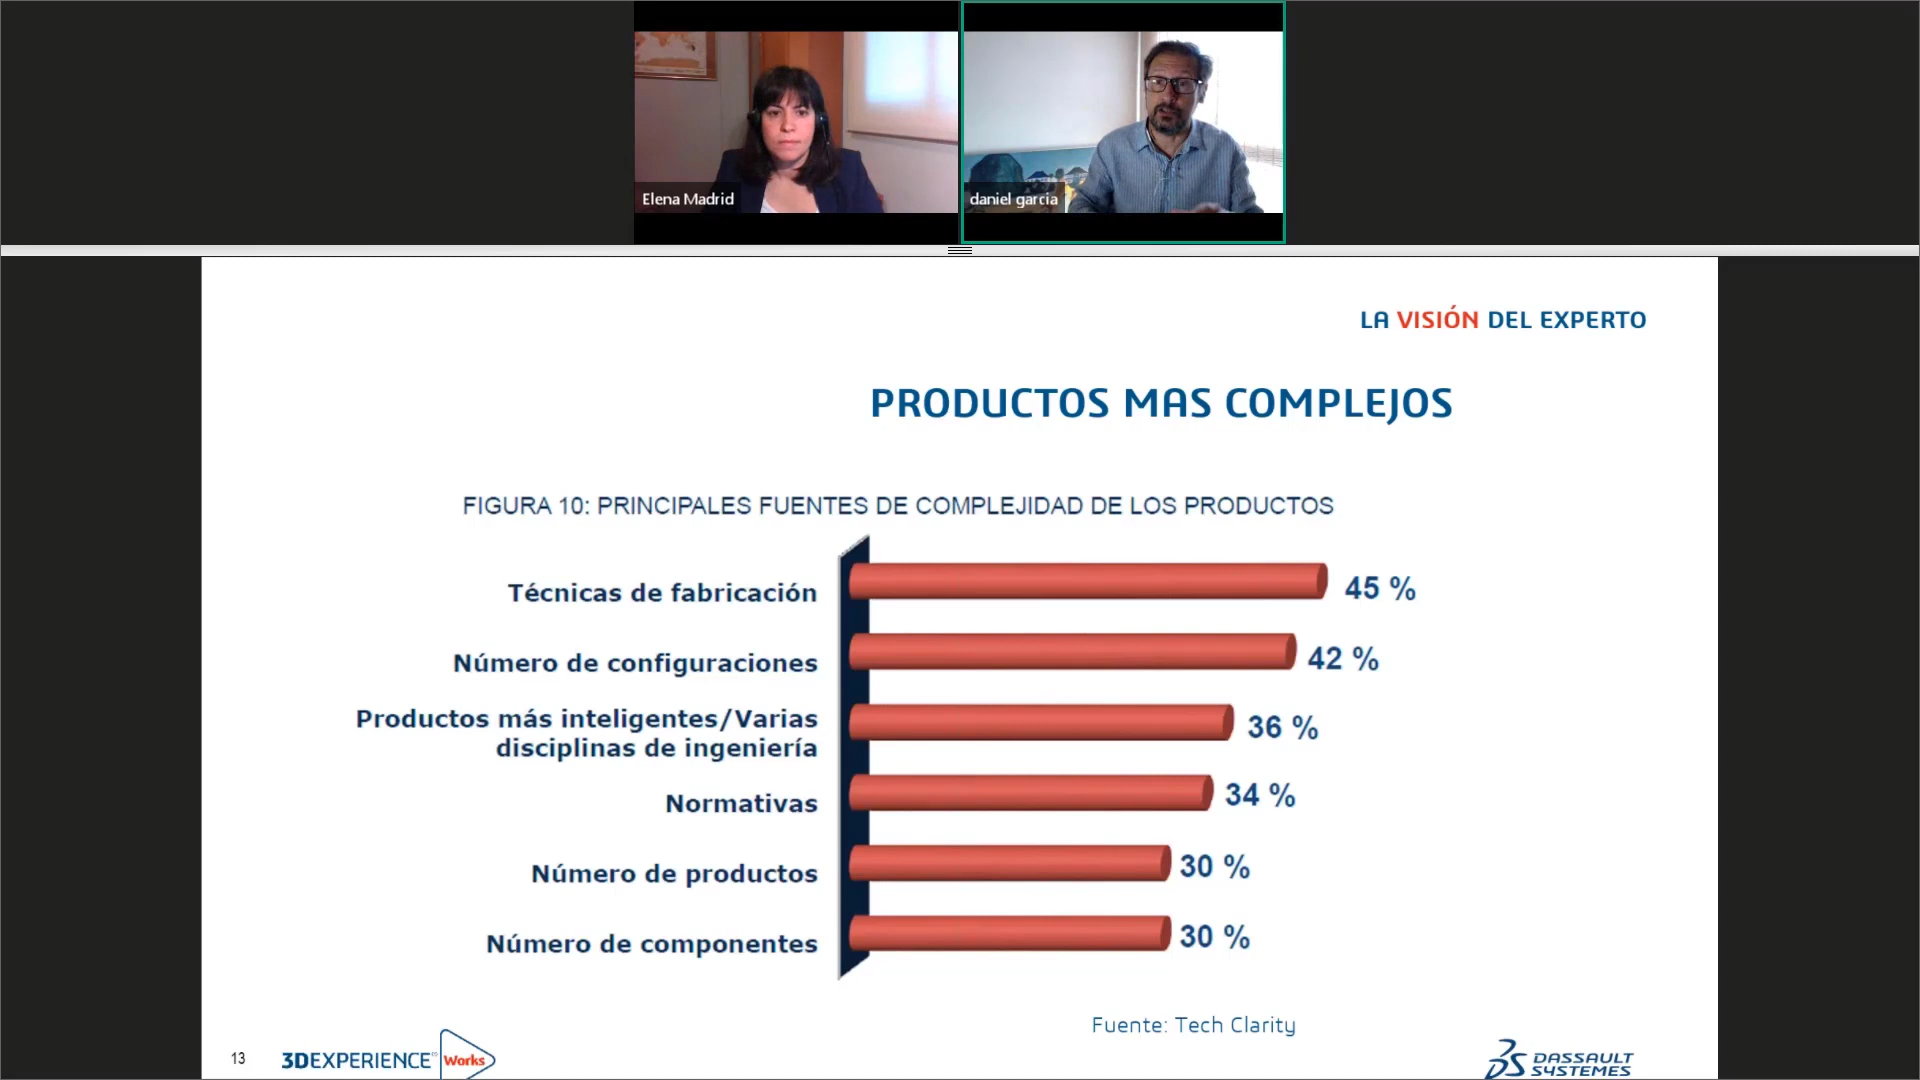 Elena Madrid
daniel garcia
LA VISIÓN DEL EXPERTO
PRODUCTOS MAS COMPLEJOS
FIGURA 10: PRINCIPALES FUENTES DE COMPLEJIDAD DE LOS PRODUCTOS
Técnicas de fabricación 45 %
Número de configuraciones 42 %
Productos más inteligentes/Varias
disciplinas de ingeniería 36 %
Normativas 34 %
Número de productos 30 %
Número de componentes 30 %
Fuente: Tech Clarity
13
3DEXPERIENCE Works
DASSAULT
SYSTEMES